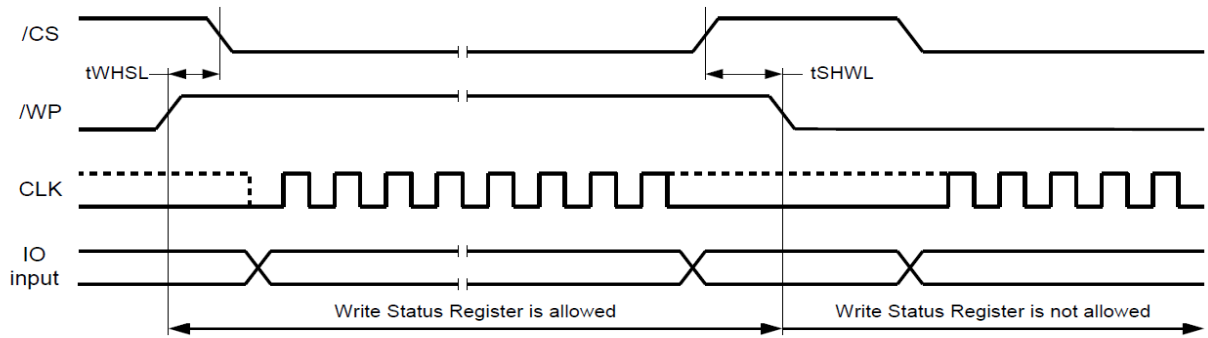 /CS
tWHSL
tSHWL
/WP
CLK
IO
input
Write Status Register is allowed
Write Status Register is not allowed